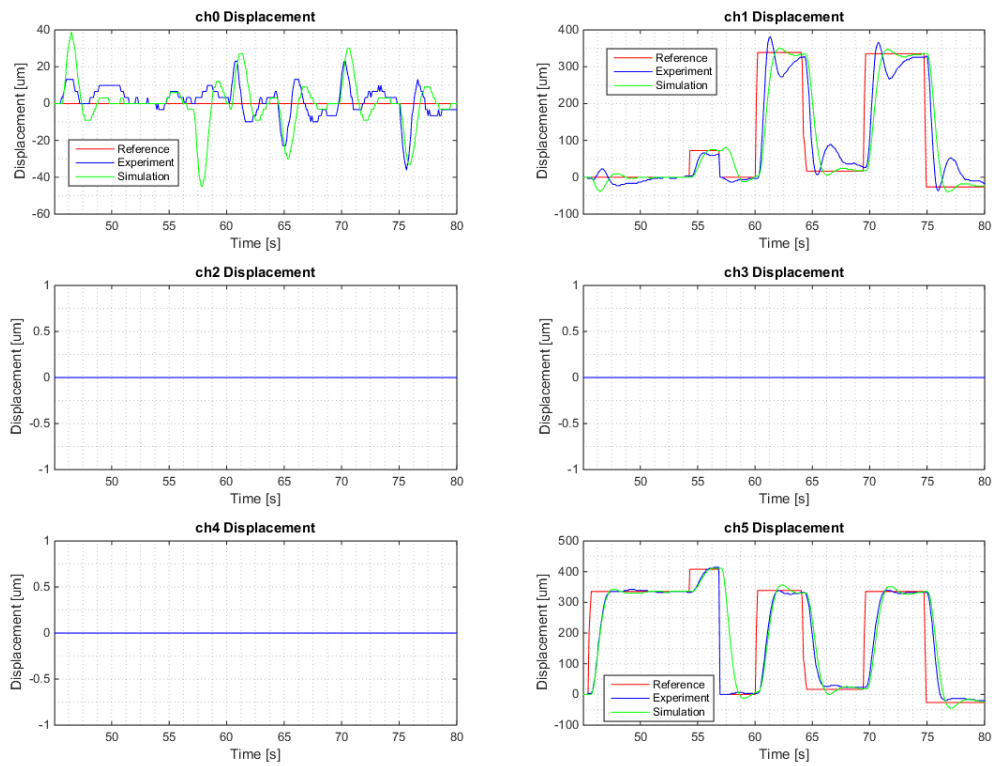 ch0 Displacement
Displacement [um]
40
20
0
-20
-40
-60
Reference
Experiment
Simulation
50 55 60 65 70 75 80
Time [s]
ch1 Displacement
Displacement [um]
400
300
200
100
0
-100
Reference
Experiment
Simulation
50 55 60 65 70 75 80
Time [s]
ch2 Displacement
Displacement [um]
1
0.5
0
-0.5
-1
50 55 60 65 70 75 80
Time [s]
ch3 Displacement
Displacement [um]
1
0.5
0
-0.5
-1
50 55 60 65 70 75 80
Time [s]
ch4 Displacement
Displacement [um]
1
0.5
0
-0.5
-1
50 55 60 65 70 75 80
Time [s]
ch5 Displacement
Displacement [um]
500
400
300
200
100
0
-100
Reference
Experiment
Simulation
50 55 60 65 70 75 80
Time [s]